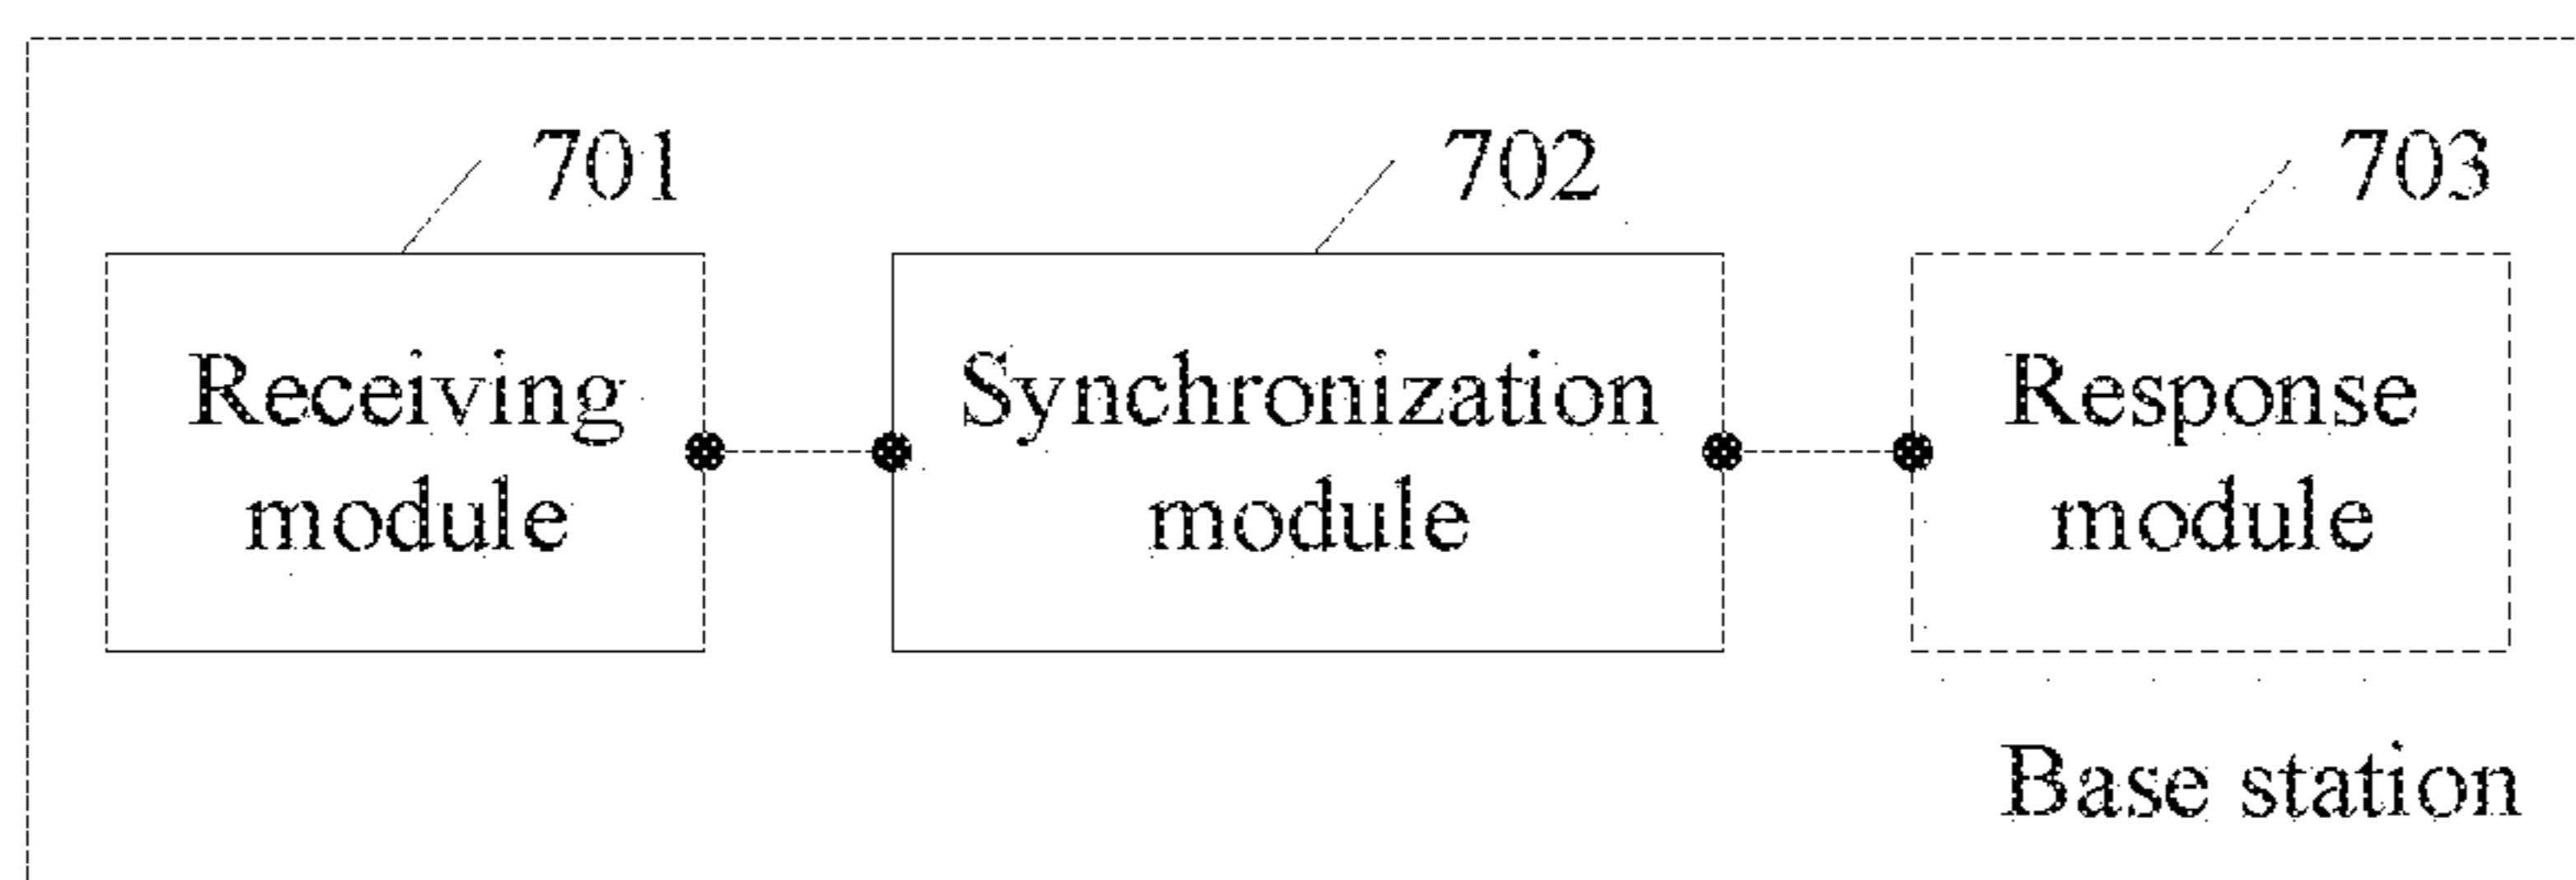 701 702 703
Receiving Synchronization Response
module module module
Base station